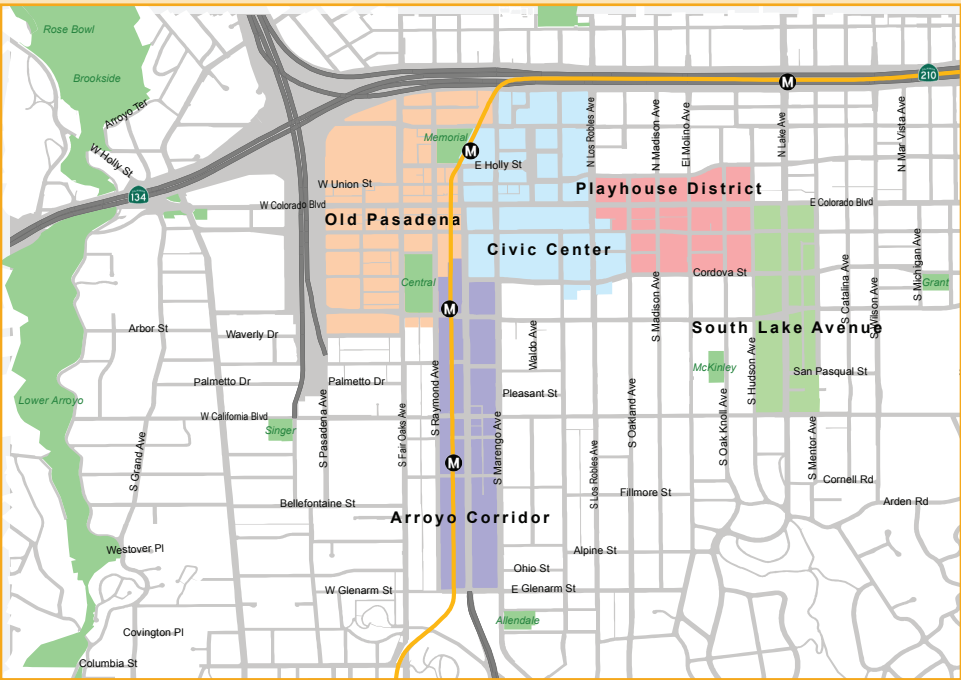 Rose Bowl
Brookside
Arroyo Ter
W Holly St
134
210
M
N Los Robles Ave
N Madison Ave
El Molino Ave
N Lake Ave
N Mar Vista Ave
Memorial
M
E Holly St
W Union St
W Colorado Blvd
Playhouse District
E Colorado Blvd
Old Pasadena
Civic Center
Cordova St
Central
M
S Madison Ave
S Catalina Ave
S Wilson Ave
S Michigan Ave
Grant
Arbor St
Waverly Dr
Waldo Ave
South Lake Avenue
Palmetto Dr
Palmetto Dr
S Raymond Ave
Pleasant St
McKinley
S Hudson Ave
San Pasqual St
Lower Arroyo
W California Blvd
Singer
S Pasadena Ave
S Fair Oaks Ave
S Marengo Ave
S Oakland Ave
S Oak Knoll Ave
S Mentor Ave
S Grand Ave
M
S Los Robles Ave
Cornell Rd
Bellefontaine St
Fillmore St
Arden Rd
Arroyo Corridor
Westover Pl
Alpine St
Ohio St
W Glenarm St
E Glenarm St
Allendale
Covington Pl
Columbia St